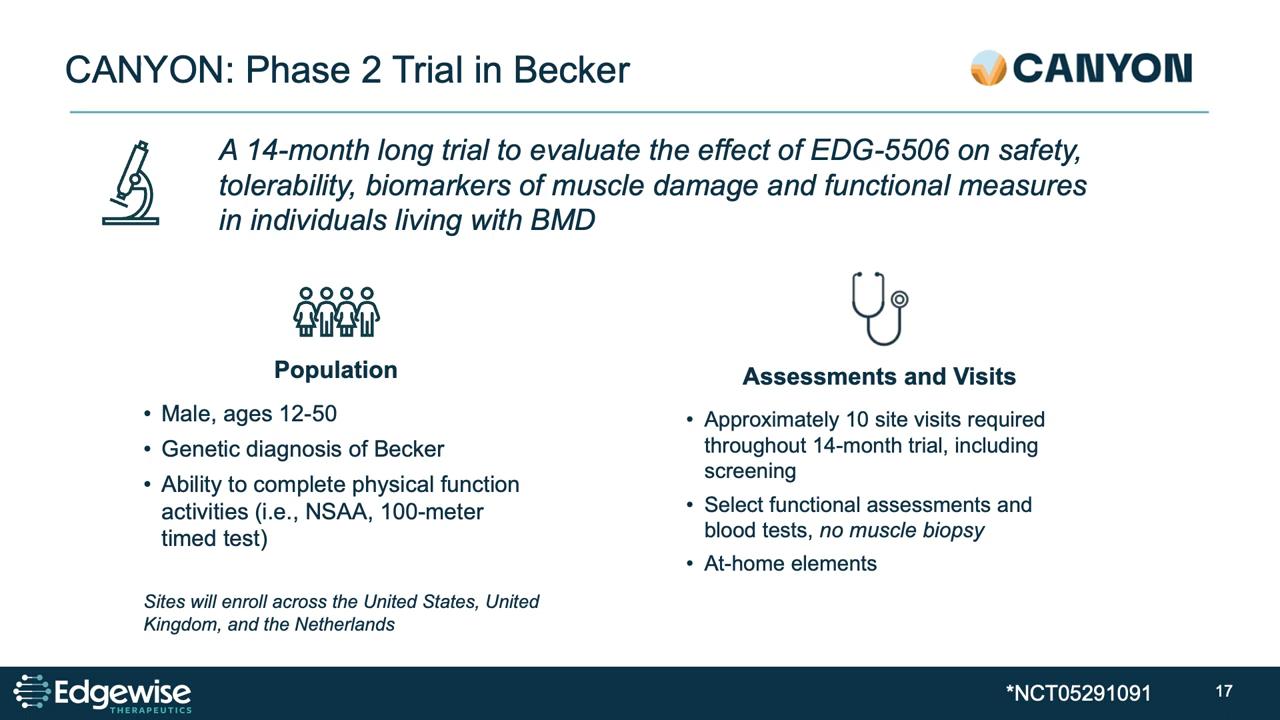 CANYON: Phase 2 Trial in Becker
CANYON
A 14-month long trial to evaluate the effect of EDG-5506 on safety,
tolerability, biomarkers of muscle damage and functional measures
in individuals living with BMD
Population
• Male, ages 12-50
• Genetic diagnosis of Becker
• Ability to complete physical function
activities (i.e., NSAA, 100-meter
timed test)
Sites will enroll across the United States, United
Kingdom, and the Netherlands
Assessments and Visits
• Approximately 10 site visits required
throughout 14-month trial, including
screening
• Select functional assessments and
blood tests, no muscle biopsy
• At-home elements
Edgewise
THERAPEUTICS
*NCT05291091
17